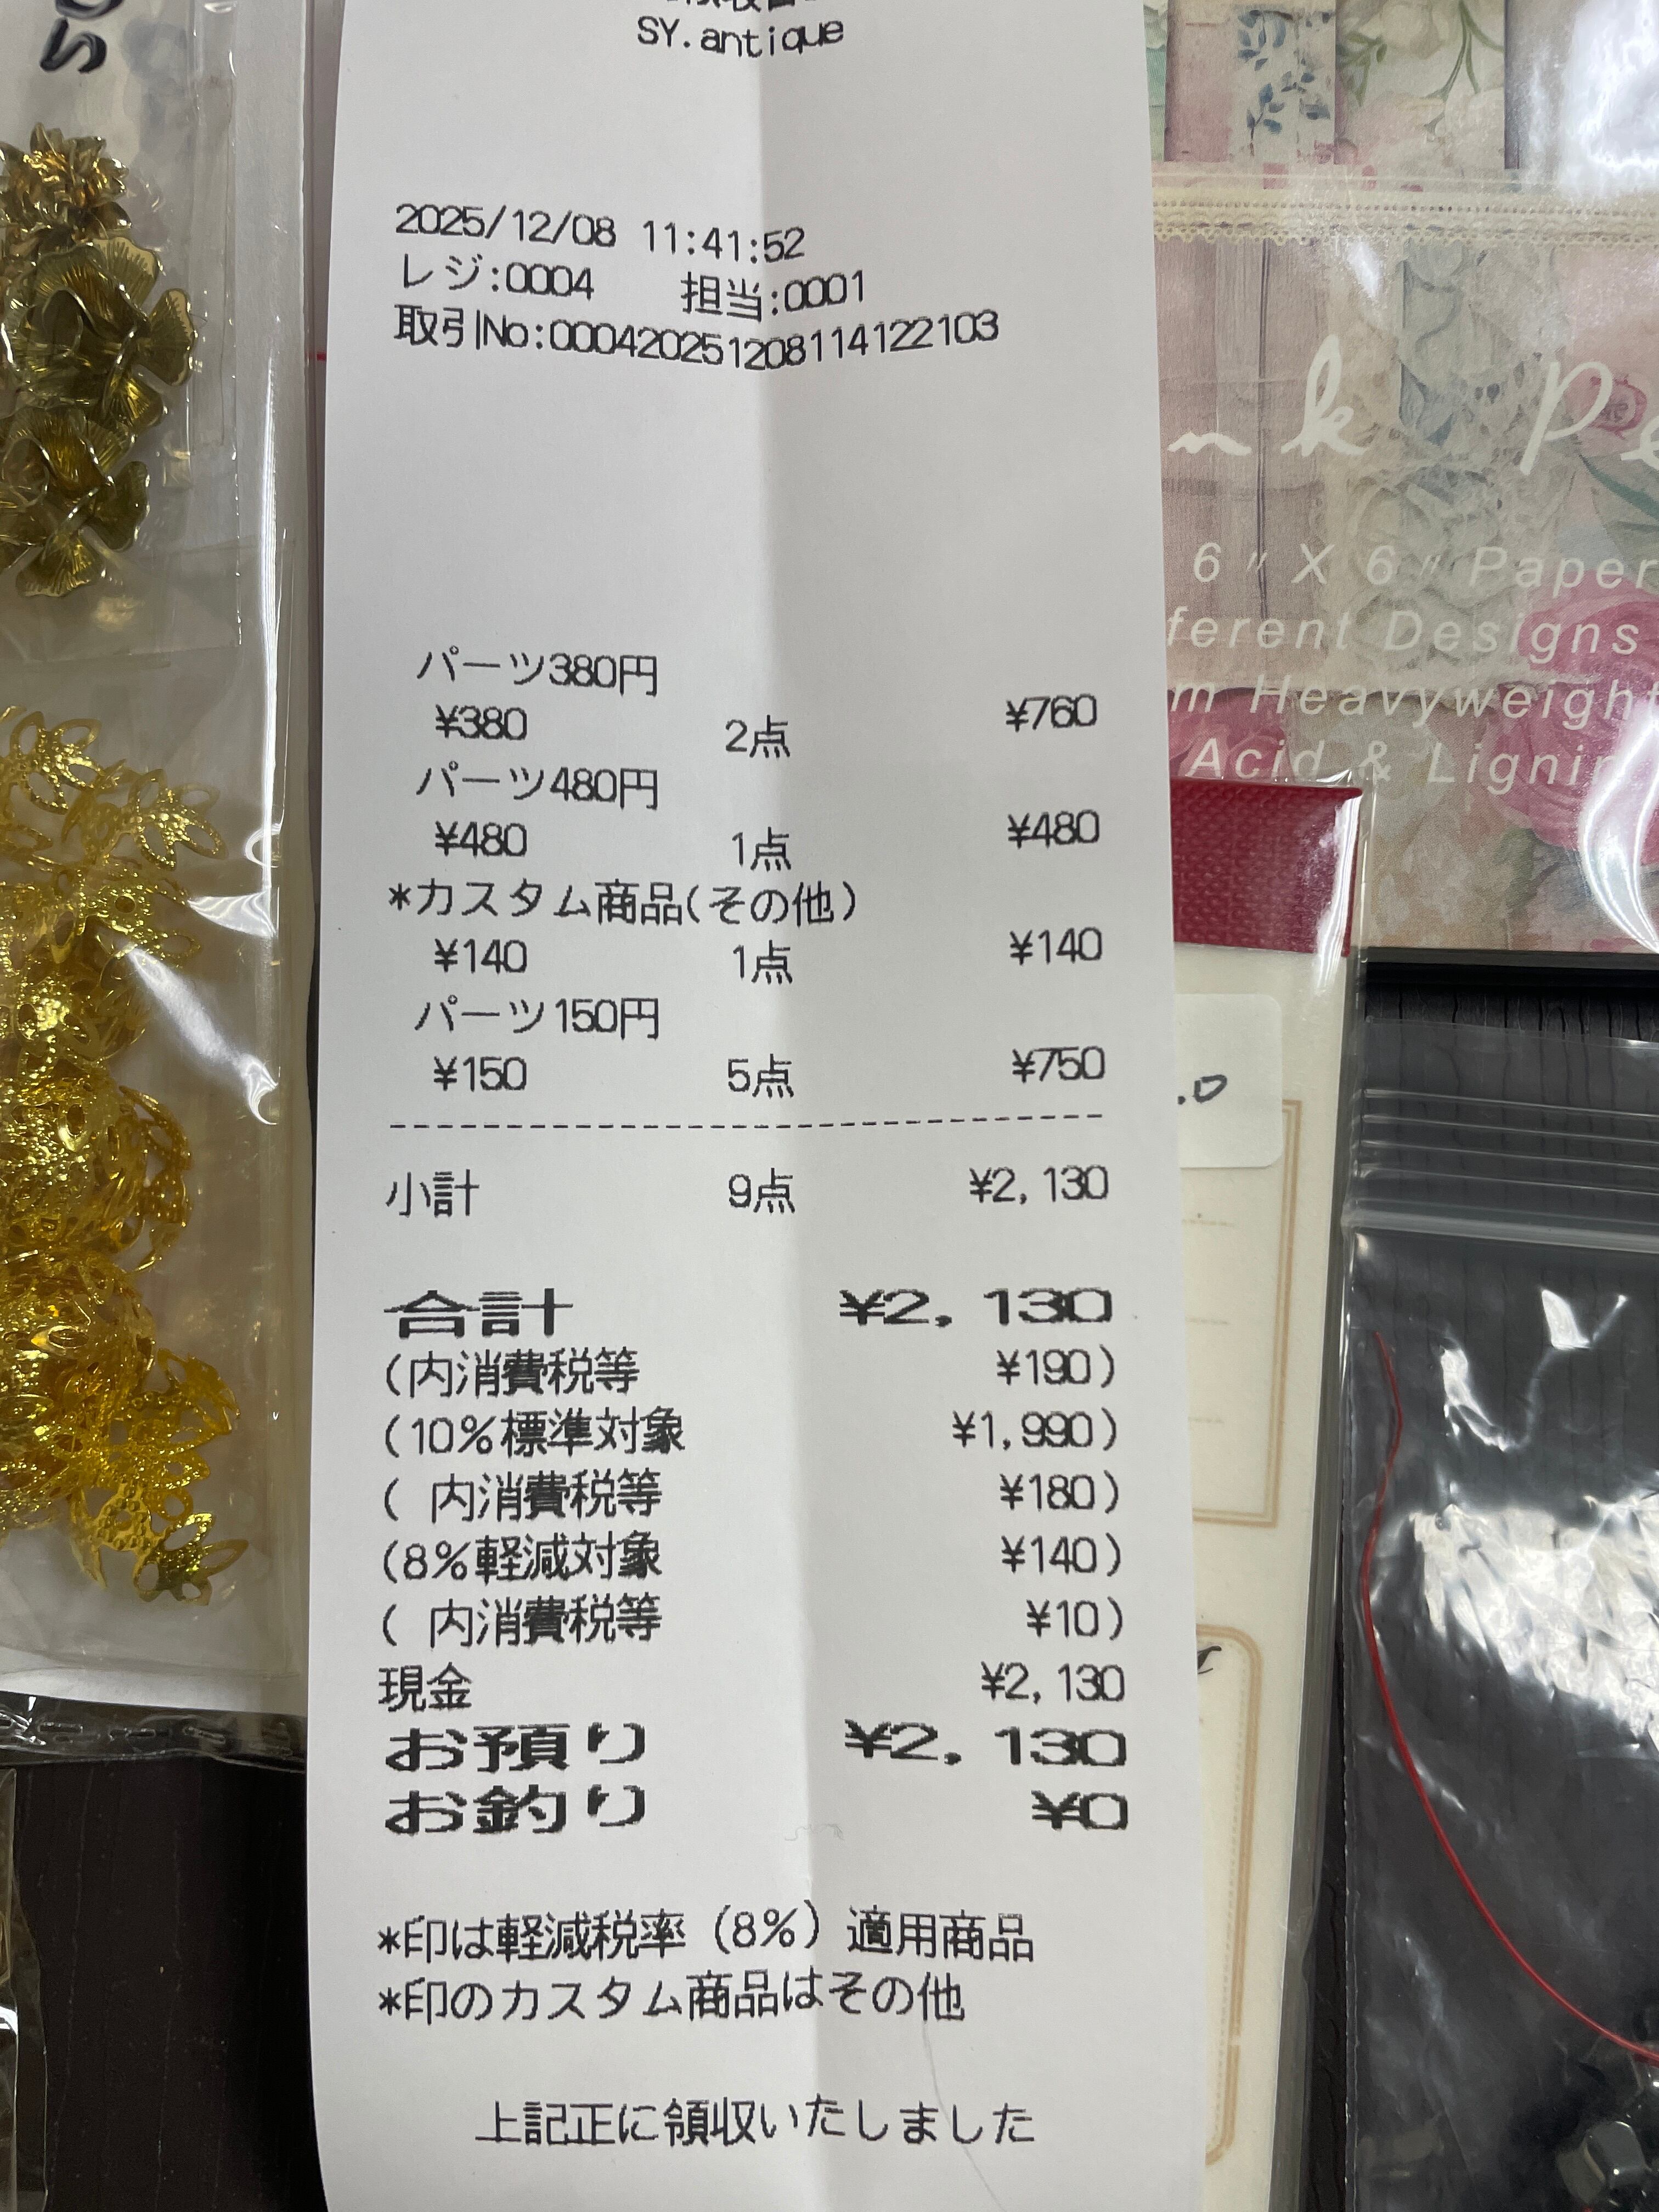 SY.antique
2025/12/08 11:41:52
レジ:0004 担当:0001
取引No:000420251208114122103
パーツ380円
¥380 2点 ¥760
パーツ480円
¥480 1点 ¥480
*カスタム商品(その他)
¥140 1点 ¥140
パーツ150円
¥150 5点 ¥750
小計 9点 ¥2,130
合計 ¥2,130
(内消費税等 ¥190)
(10%標準対象 ¥1,990)
( 内消費税等 ¥180)
(8%軽減対象 ¥140)
( 内消費税等 ¥10)
現金 ¥2,130
お預り ¥2,130
お釣り ¥0
*印は軽減税率(8%)適用商品
*印のカスタム商品はその他
上記正に領収いたしました
6" X 6" Paper
Designs
Heavyweight
Acid &